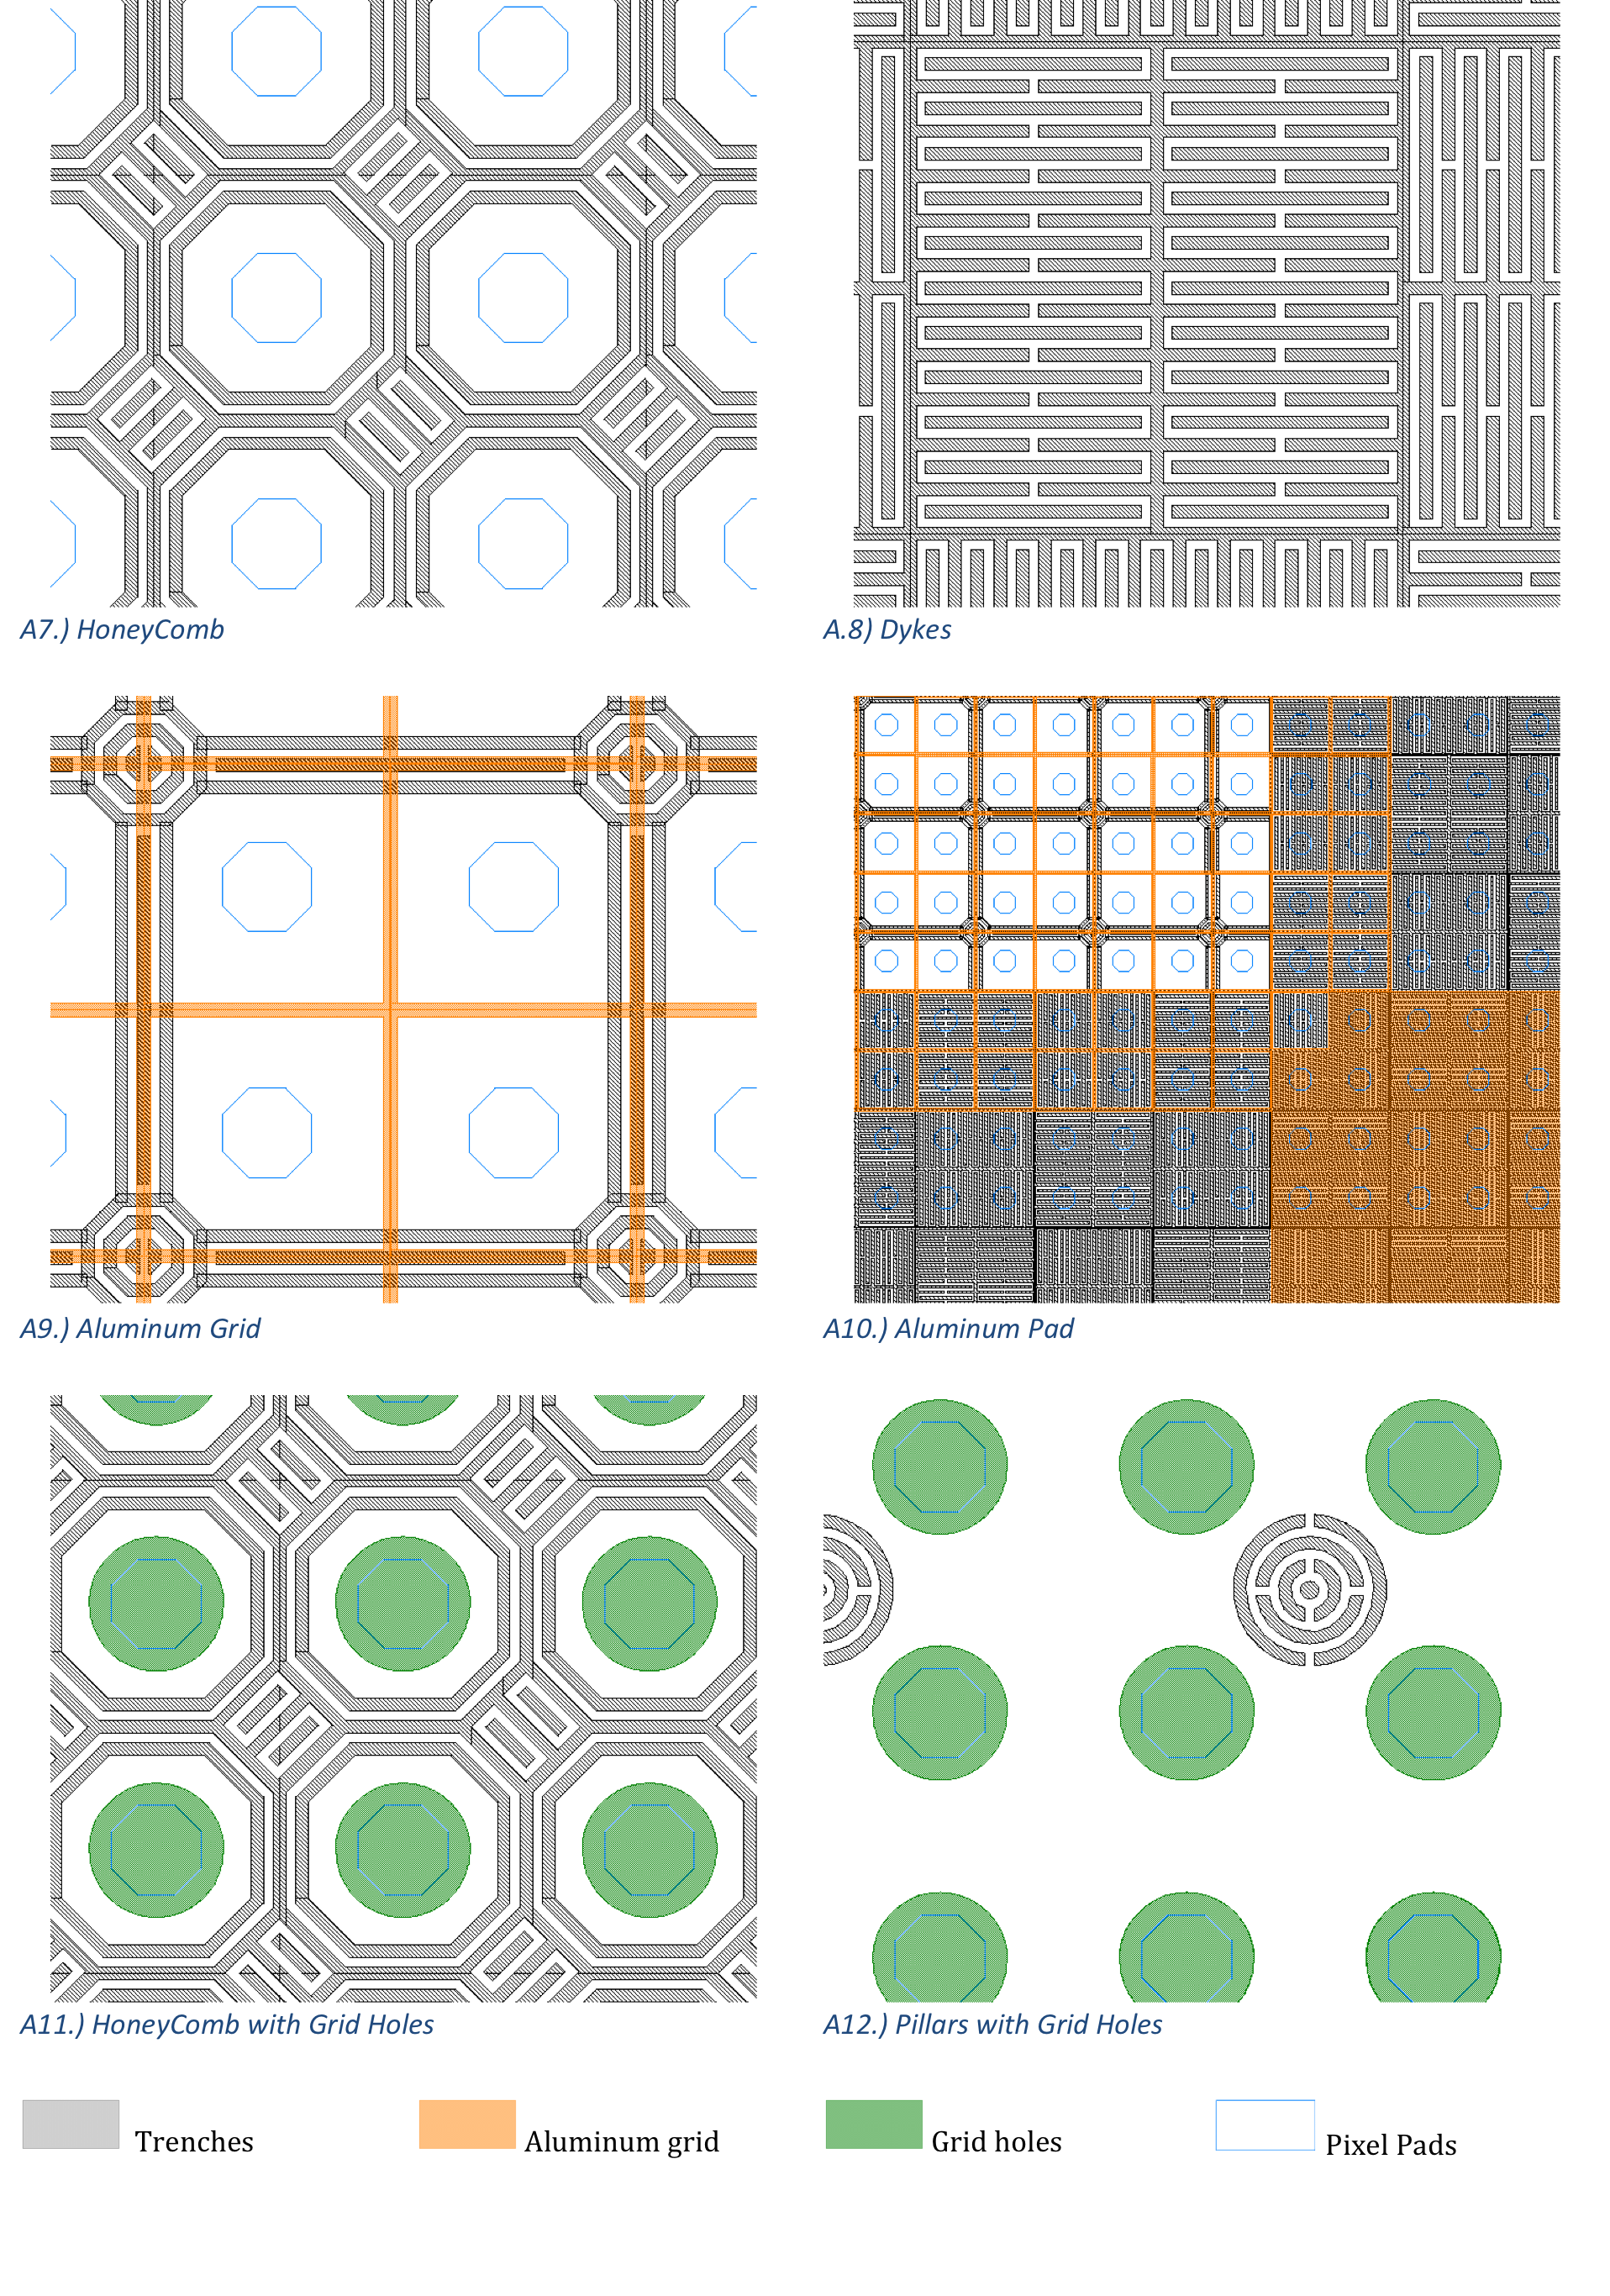 A7.) HoneyComb
A.8) Dykes
A9.) Aluminum Grid
A10.) Aluminum Pad
A11.) HoneyComb with Grid Holes
A12.) Pillars with Grid Holes
Trenches
Aluminum grid
Grid holes
Pixel Pads